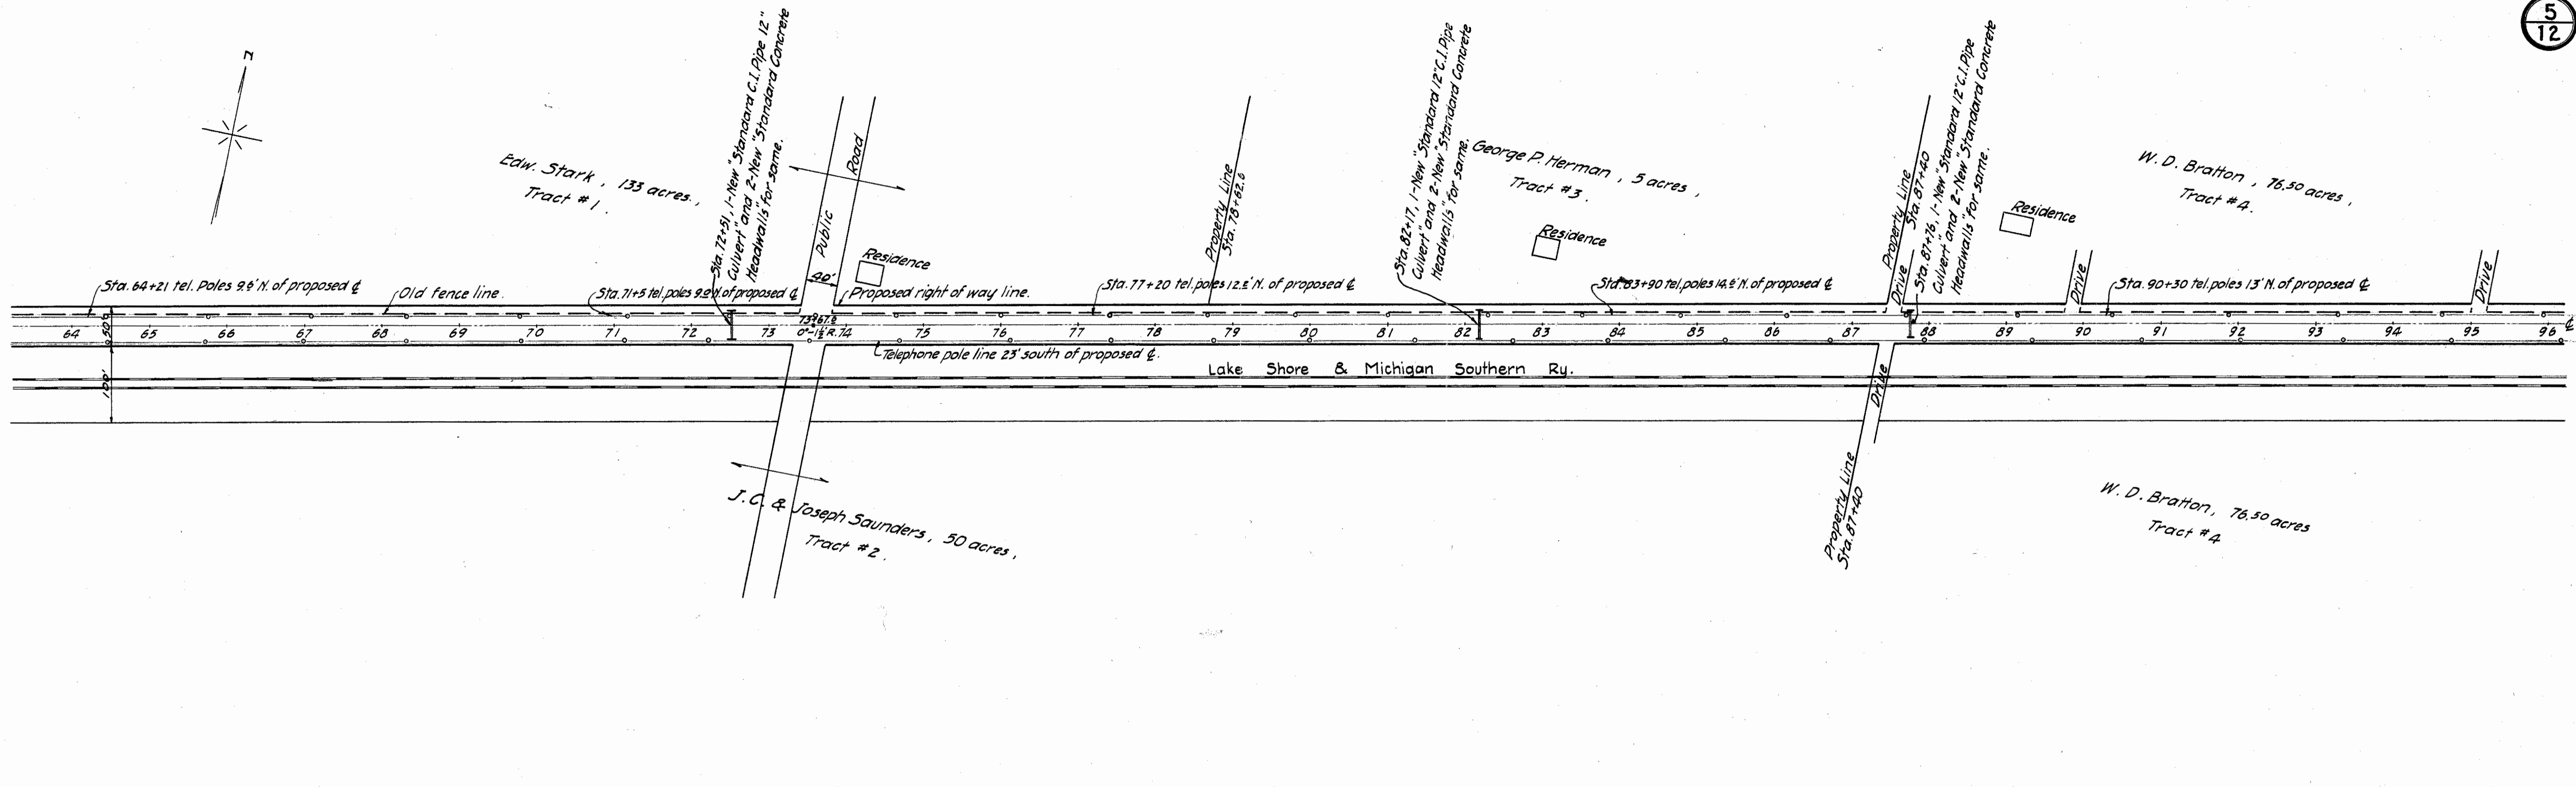 5
12
N
Edw. Stark , 133 acres.,
Tract #1.
Sta. 72+51, 1-New "Standard C.I. Pipe 12"
Culvert" and 2-New "Standard Concrete
Headwalls" for same.
Public Road
40'
Residence
Property Line
Sta. 78+62.6
Sta. 82+17, 1-New "Standard 12" C.I. Pipe
Culvert" and 2-New "Standard Concrete
Headwalls" for same.
George P. Herman , 5 acres ,
Tract #3.
Residence
Property Line
Sta. 87+40
Drive
Sta. 87+76, 1-New "Standard 12" C.I. Pipe
Culvert" and 2-New "Standard Concrete
Headwalls" for same.
Residence
W. D. Bratton , 76.50 acres ,
Tract #4.
Drive
Drive
Sta. 64+21 tel. Poles 9.6' N. of proposed ℄
Old fence line.
Sta. 71+5 tel. poles 9.0' N. of proposed ℄
Proposed right of way line.
Sta. 77+20 tel. poles 12.5' N. of proposed ℄
Sta. 83+90 tel. poles 14.6' N. of proposed ℄
Sta. 90+30 tel. poles 13' N. of proposed ℄
50'
64 65 66 67 68 69 70 71 72 73 74 75 76 77 78 79 80 81 82 83 84 85 86 87 88 89 90 91 92 93 94 95 96 ℄
Telephone pole line 23' south of proposed ℄.
100'
Lake Shore & Michigan Southern Ry.
Drive
J.C. & Joseph Saunders , 50 acres ,
Tract #2.
Property Line
Sta. 87+40
W. D. Bratton, 76.50 acres
Tract #4